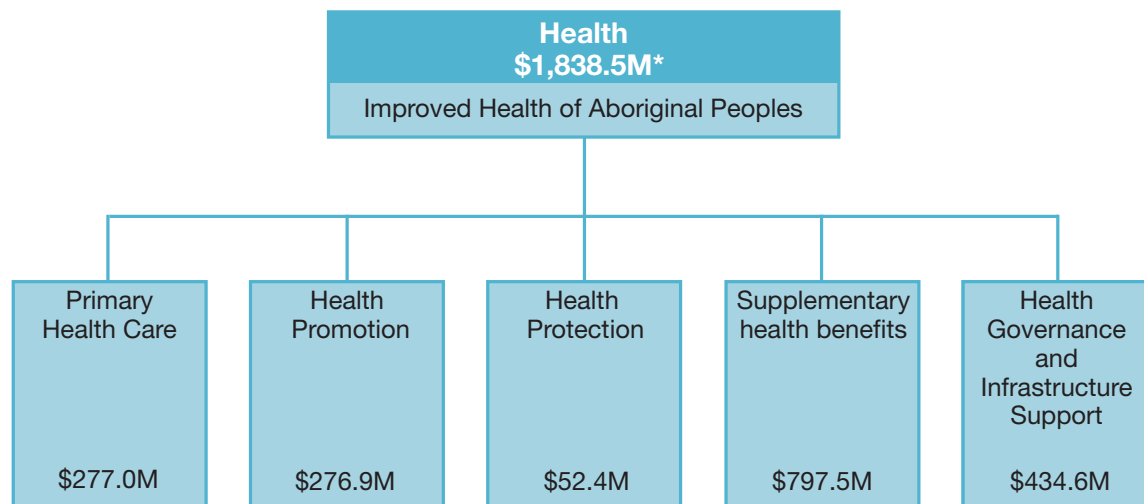 Health
$1,838.5M*
Improved Health of Aboriginal Peoples
Primary
Health Care
$277.0M
Health
Promotion
$276.9M
Health
Protection
$52.4M
Supplementary
health benefits
$797.5M
Health
Governance
and
Infrastructure
Support
$434.6M